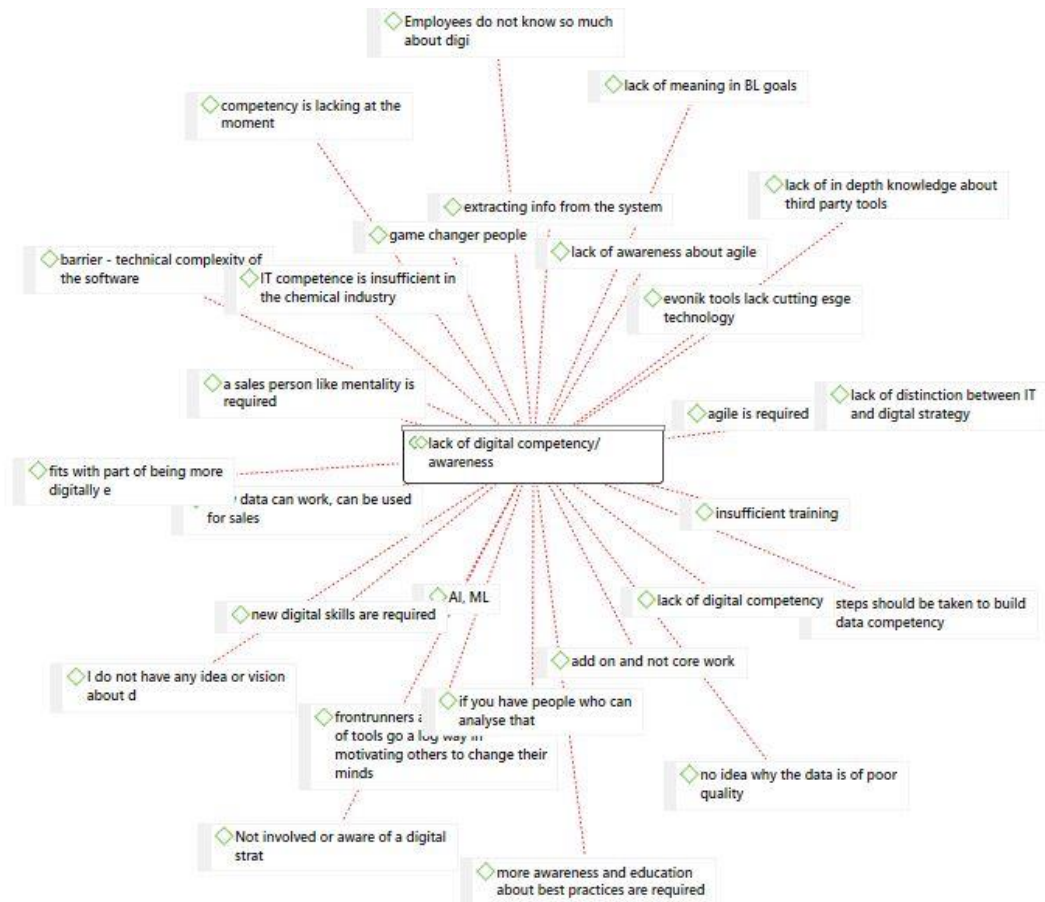 Employees do not know so much
about digi
lack of meaning in BL goals
competency is lacking at the
moment
lack of in depth knowledge about
third party tools
extracting info from the system
game changer people
lack of awareness about agile
barrier - technical complexity of
the software
IT competence is insufficient in
the chemical industry
evonik tools lack cutting esge
technology
a sales person like mentality is
required
lack of distinction between IT
and digtal strategy
agile is required
lack of digital competency/
awareness
fits with part of being more
digitally e
data can work, can be used
for sales
insufficient training
AI, ML
new digital skills are required
lack of digital competency
steps should be taken to build
data competency
add on and not core work
I do not have any idea or vision
about d
if you have people who can
analyse that
frontrunners
of tools go a log way in
motivating others to change their
minds
no idea why the data is of poor
quality
Not involved or aware of a digital
strat
more awareness and education
about best practices are required